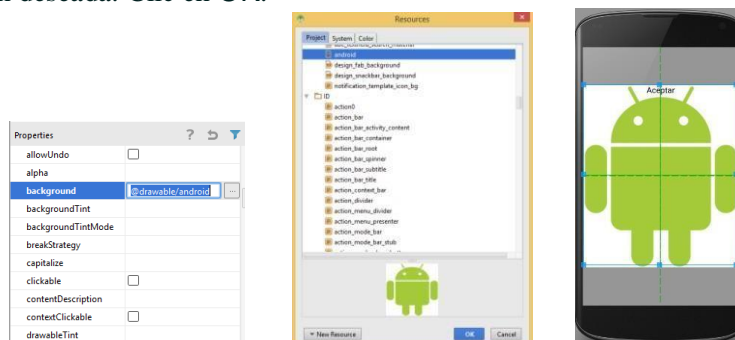 Properties
allowUndo
alpha
background @drawable/android ...
backgroundTint
backgroundTintMode
breakStrategy
capitalize
clickable
contentDescription
contextClickable
drawableTint
Resources
Project System Color
android
design_fab_background
design_snackbar_background
notification_template_icon_bg
ID
action0
action_bar
action_bar_activity_content
action_bar_container
action_bar_root
action_bar_spinner
action_bar_subtitle
action_bar_title
action_context_bar
action_divider
action_menu_divider
action_menu_presenter
action_mode_bar
action_mode_bar_stub
New Resource OK Cancel
Aceptar